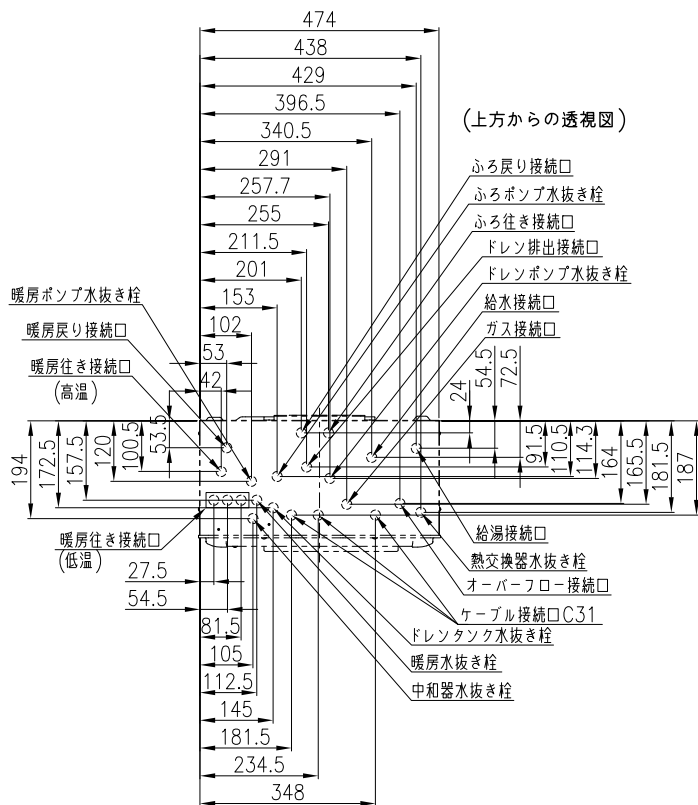 474
438
429
396.5
(上方からの透視図)
340.5
291
ふろ戻り接続口
257.7
ふろポンプ水抜き栓
255
ふろ往き接続口
211.5
ドレン排出接続口
201
ドレンポンプ水抜き栓
暖房ポンプ水抜き栓
153
給水接続口
暖房戻り接続口
102
ガス接続口
暖房往き接続口
(高温)
53
42
24
54.5
72.5
194
172.5
157.5
120
100.5
53.5
91.5
110.5
114.3
164
165.5
181.5
187
暖房往き接続口
(低温)
給湯接続口
熱交換器水抜き栓
27.5
オーバーフロー接続口
54.5
ケーブル接続口C31
81.5
ドレンタンク水抜き栓
105
暖房水抜き栓
112.5
中和器水抜き栓
145
181.5
234.5
348